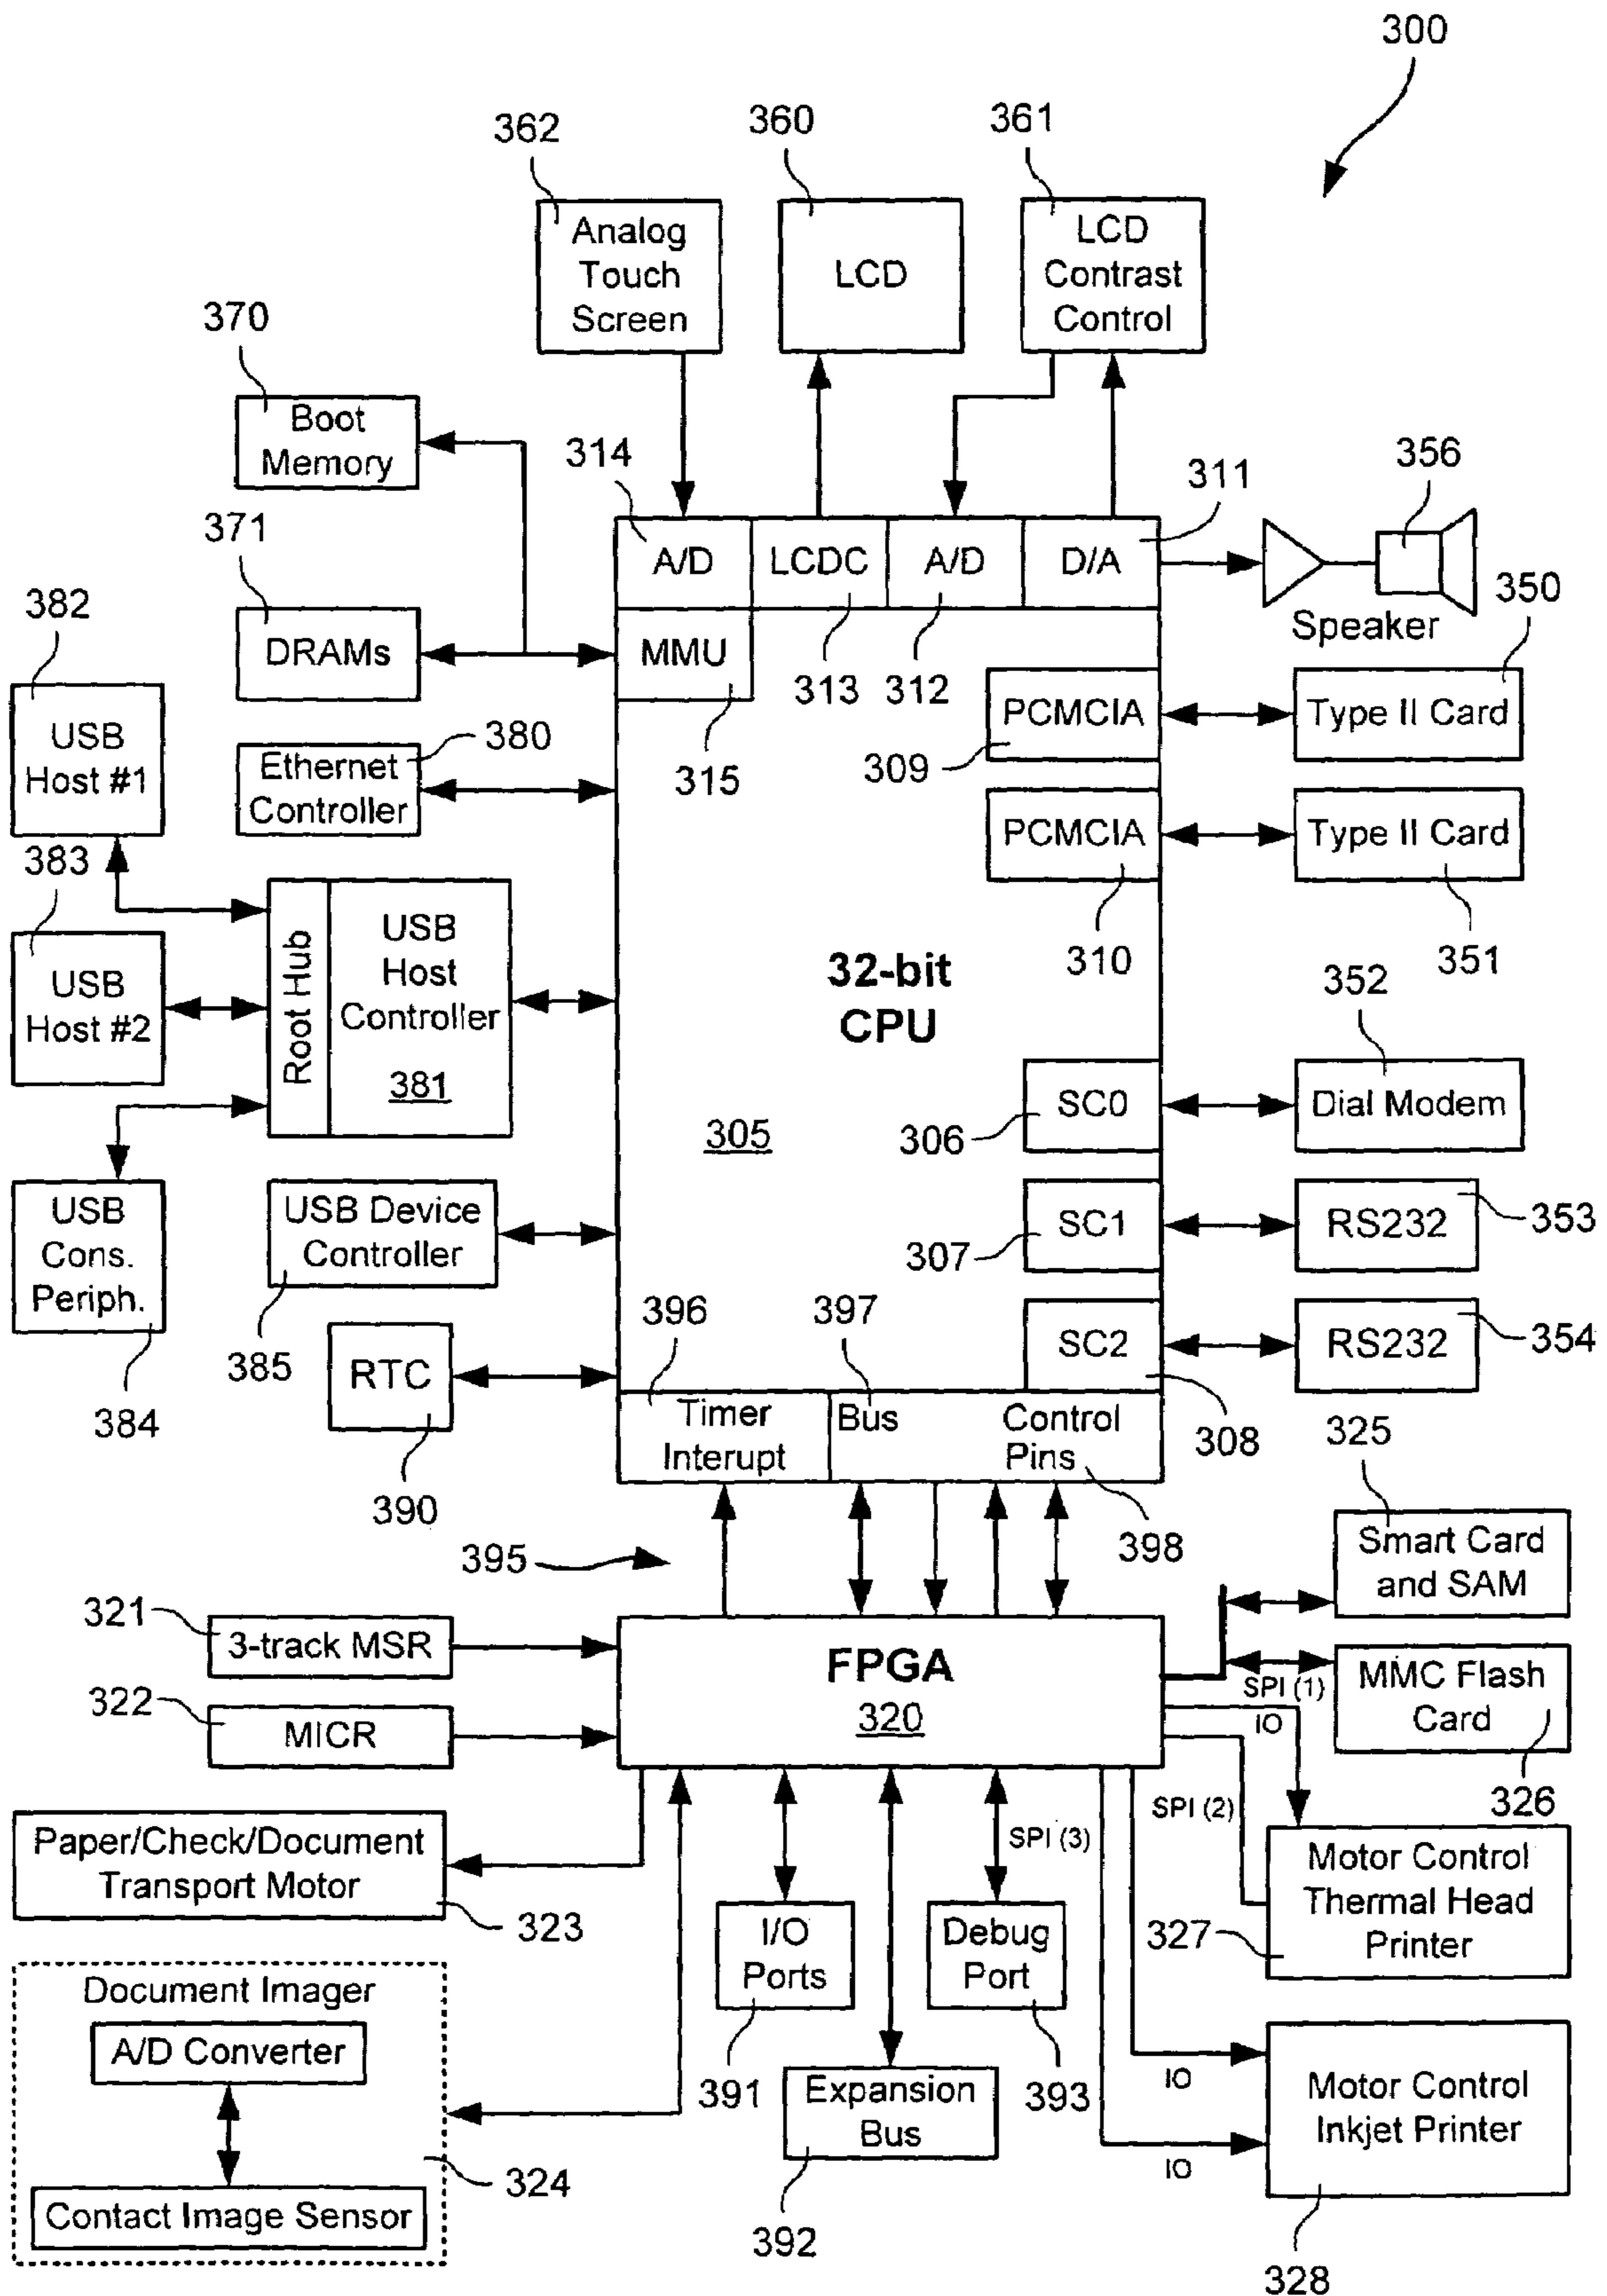 300
362
360
361
Analog
Touch
Screen
LCD
LCD
Contrast
Control
370
Boot
Memory
314
311
356
A/D
LCDC
A/D
D/A
Speaker
371
DRAMs
MMU
313
312
350
382
USB
Host #1
380
Ethernet
Controller
315
PCMCIA
309
Type II Card
PCMCIA
310
Type II Card
351
383
USB
Host #2
Root Hub
USB
Host
Controller
381
32-bit
CPU
305
352
SC0
306
Dial Modem
USB
Cons.
Periph.
384
USB Device
Controller
385
SC1
307
RS232
353
396
397
SC2
RS232
354
RTC
390
Timer
Interupt
Bus
Control
Pins
308
398
395
325
Smart Card
and SAM
321
3-track MSR
FPGA
320
SPI (1)
MMC Flash
Card
326
322
MICR
IO
SPI (2)
SPI (3)
Paper/Check/Document
Transport Motor
323
I/O
Ports
391
Debug
Port
393
Motor Control
Thermal Head
Printer
327
Document Imager
A/D Converter
Contact Image Sensor
324
Expansion
Bus
392
IO
IO
Motor Control
Inkjet Printer
328